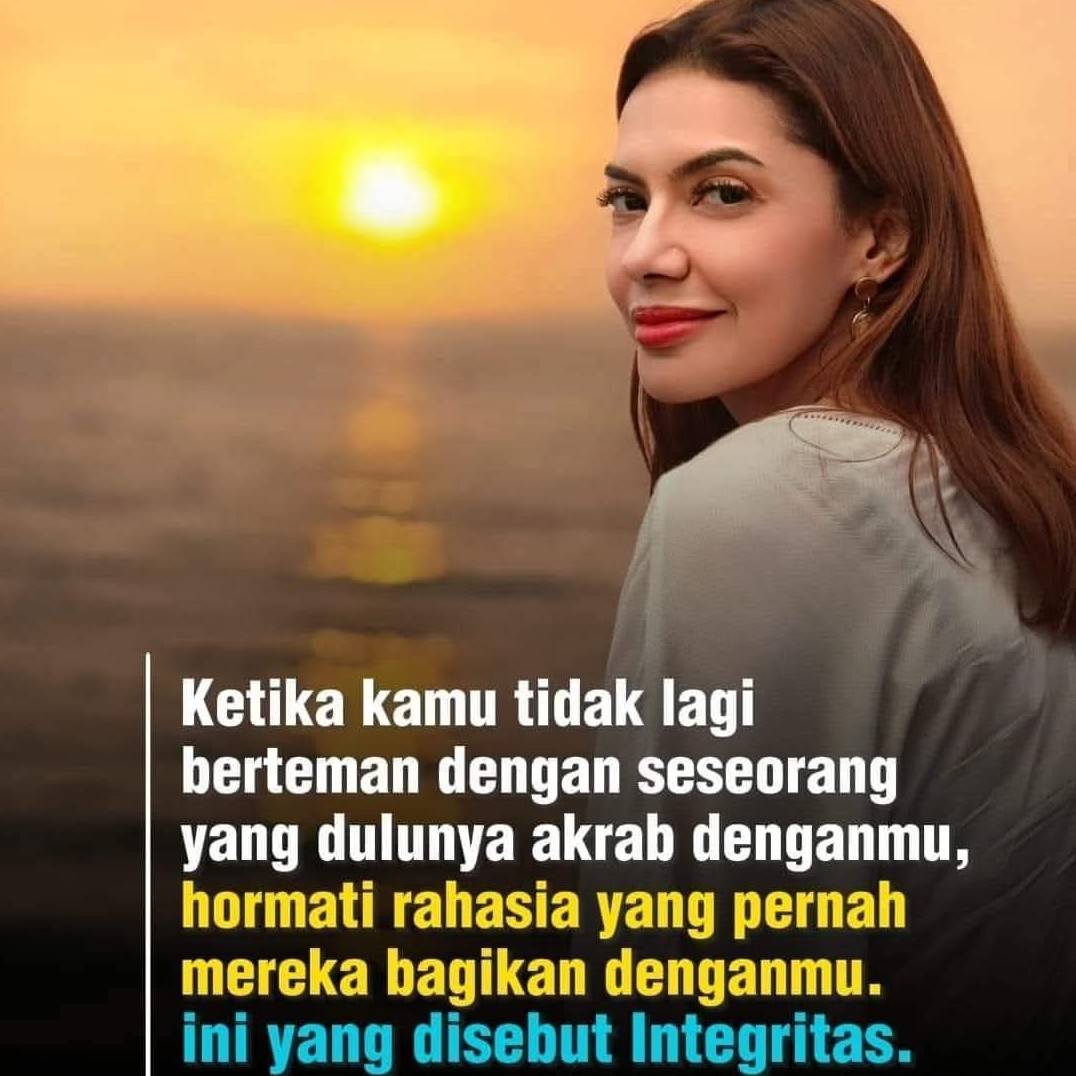 Ketika kamu tidak lagi
berteman dengan seseorang
yang dulunya akrab denganmu,
hormati rahasia yang pernah
mereka bagikan denganmu.
ini yang disebut Integritas.